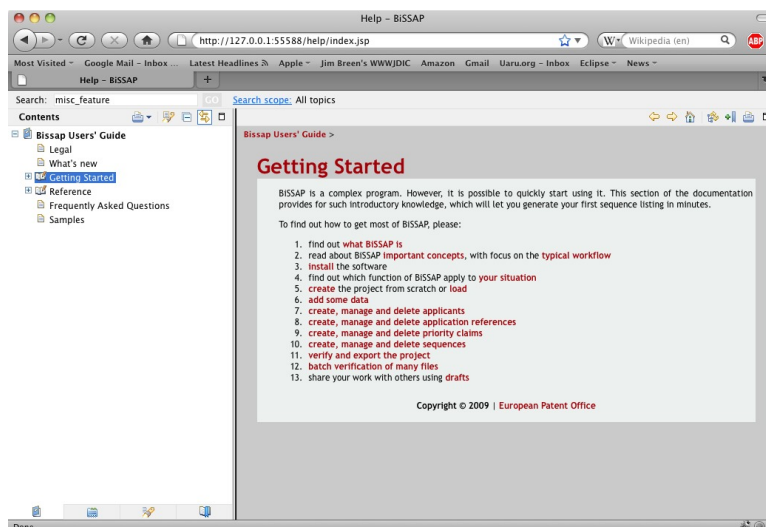 Help – BiSSAP
http://127.0.0.1:55588/help/index.jsp
Wikipedia (en)
ABP
Most Visited
Google Mail – Inbox ...
Latest Headlines
Apple
Jim Breen's WWWJDIC
Amazon
Gmail
Uaru.org – Inbox
Eclipse
News
Help – BiSSAP
Search: misc_feature
GO
Search scope: All topics
Contents
Bissap Users' Guide
Legal
What's new
Getting Started
Reference
Frequently Asked Questions
Samples
Bissap Users' Guide >
Getting Started
BiSSAP is a complex program. However, it is possible to quickly start using it. This section of the documentation
provides for such introductory knowledge, which will let you generate your first sequence listing in minutes.
To find out how to get most of BiSSAP, please:
1. find out what BiSSAP is
2. read about BiSSAP important concepts, with focus on the typical workflow
3. install the software
4. find out which function of BiSSAP apply to your situation
5. create the project from scratch or load
6. add some data
7. create, manage and delete applicants
8. create, manage and delete application references
9. create, manage and delete priority claims
10. create, manage and delete sequences
11. verify and export the project
12. batch verification of many files
13. share your work with others using drafts
Copyright © 2009 | European Patent Office
Done